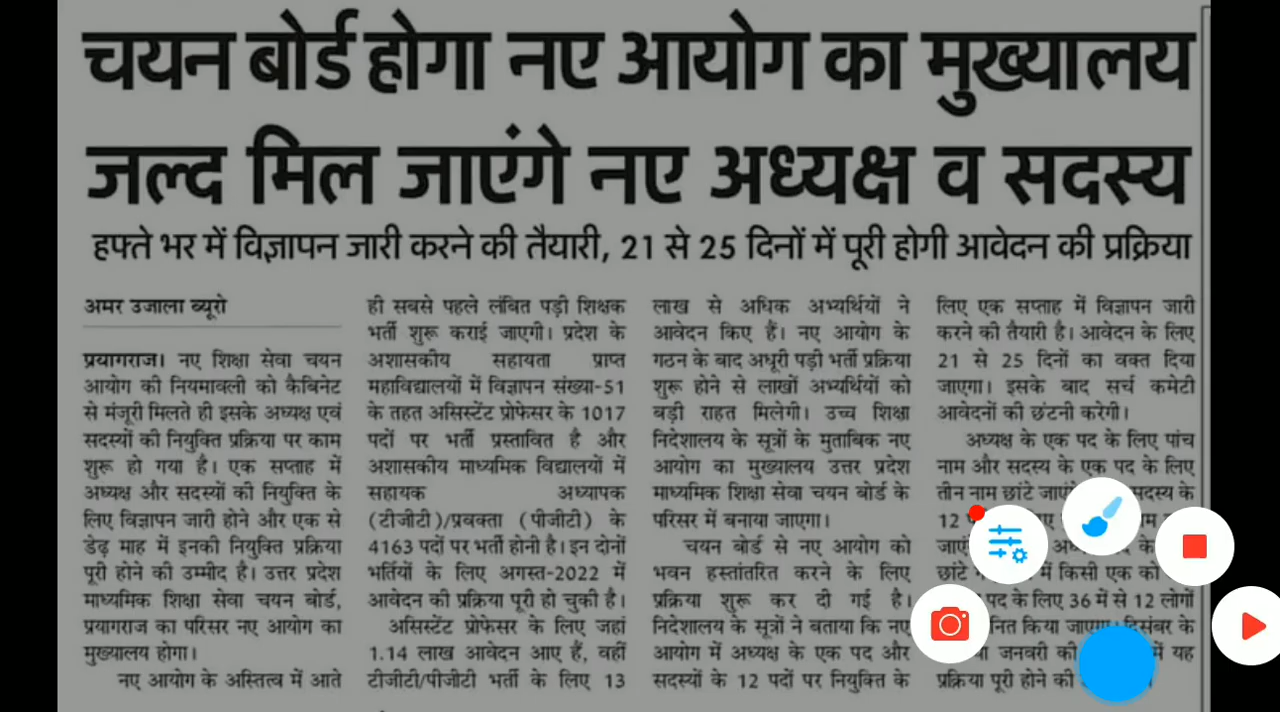 चयन बोर्ड होगा नए आयोग का मुख्यालय
जल्द मिल जाएंगे नए अध्यक्ष व सदस्य
हफ्ते भर में विज्ञापन जारी करने की तैयारी, 21 से 25 दिनों में पूरी होगी आवेदन की प्रक्रिया
अमर उजाला ब्यूरो
प्रयागराज। नए शिक्षा सेवा चयन
आयोग की नियमावली को कैबिनेट
से मंजूरी मिलते ही इसके अध्यक्ष एवं
सदस्यों की नियुक्ति प्रक्रिया पर काम
शुरू हो गया है। एक सप्ताह में
अध्यक्ष और सदस्यों की नियुक्ति के
लिए विज्ञापन जारी होने और एक से
डेढ़ माह में इनकी नियुक्ति प्रक्रिया
पूरी होने की उम्मीद है। उत्तर प्रदेश
माध्यमिक शिक्षा सेवा चयन बोर्ड,
प्रयागराज का परिसर नए आयोग का
मुख्यालय होगा।
नए आयोग के अस्तित्व में आते
ही सबसे पहले लंबित पड़ी शिक्षक
भर्ती शुरू कराई जाएगी। प्रदेश के
अशासकीय सहायता प्राप्त
महाविद्यालयों में विज्ञापन संख्या-51
के तहत असिस्टेंट प्रोफेसर के 1017
पदों पर भर्ती प्रस्तावित है और
अशासकीय माध्यमिक विद्यालयों में
सहायक अध्यापक
(टीजीटी)/प्रवक्ता (पीजीटी) के
4163 पदों पर भर्ती होनी है। इन दोनों
भर्तियों के लिए अगस्त-2022 में
आवेदन की प्रक्रिया पूरी हो चुकी है।
असिस्टेंट प्रोफेसर के लिए जहां
1.14 लाख आवेदन आए हैं, वहीं
टीजीटी/पीजीटी भर्ती के लिए 13
लाख से अधिक अभ्यर्थियों ने
आवेदन किए हैं। नए आयोग के
गठन के बाद अधूरी पड़ी भर्ती प्रक्रिया
शुरू होने से लाखों अभ्यर्थियों को
बड़ी राहत मिलेगी। उच्च शिक्षा
निदेशालय के सूत्रों के मुताबिक नए
आयोग का मुख्यालय उत्तर प्रदेश
माध्यमिक शिक्षा सेवा चयन बोर्ड के
परिसर में बनाया जाएगा।
चयन बोर्ड से नए आयोग को
भवन हस्तांतरित करने के लिए
प्रक्रिया शुरू कर दी गई है।
निदेशालय के सूत्रों ने बताया कि नए
आयोग में अध्यक्ष के एक पद और
सदस्यों के 12 पदों पर नियुक्ति के
लिए एक सप्ताह में विज्ञापन जारी
करने की तैयारी है। आवेदन के लिए
21 से 25 दिनों का वक्त दिया
जाएगा। इसके बाद सर्च कमेटी
आवेदनों की छंटनी करेगी।
अध्यक्ष के एक पद के लिए पांच
नाम और सदस्य के एक पद के लिए
तीन नाम छांटे के
12
के
छांटे में किसी एक को
पद के लिए 36 में से 12 लोगों
किया जाएगा। दिसंबर के
जनवरी की में यह
प्रक्रिया पूरी होने की